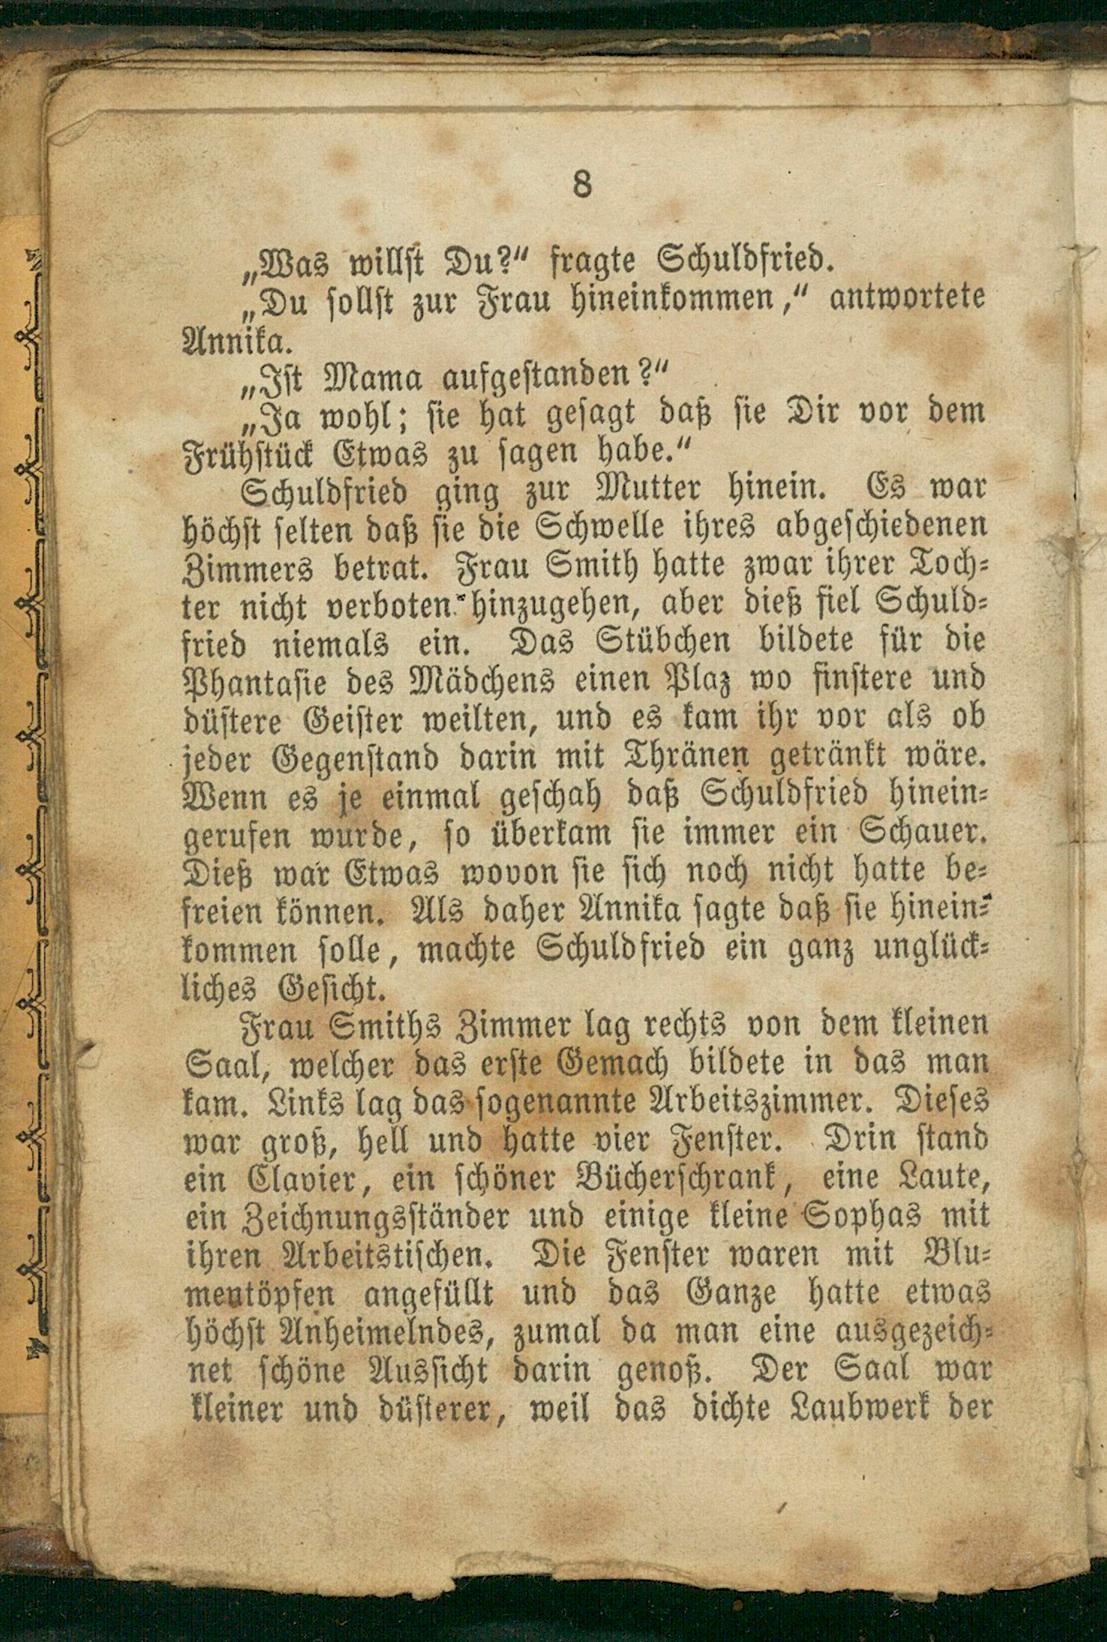 8
„Was willst Du?“ fragte Schuldfried.
„Du sollst zur Frau hineinkommen,“ antwortete
Annika.
„Ist Mama aufgestanden?“
„Ja wohl; sie hat gesagt daß sie Dir vor dem
Frühstück Etwas zu sagen habe.“
Schuldfried ging zur Mutter hinein. Es war
höchst selten daß sie die Schwelle ihres abgeschiedenen
Zimmers betrat. Frau Smith hatte zwar ihrer Toch-
ter nicht verboten hinzugehen, aber dieß fiel Schuld-
fried niemals ein. Das Stübchen bildete für die
Phantasie des Mädchens einen Plaz wo finstere und
düstere Geister weilten, und es kam ihr vor als ob
jeder Gegenstand darin mit Thränen getränkt wäre.
Wenn es je einmal geschah daß Schuldfried hinein-
gerufen wurde, so überkam sie immer ein Schauer.
Dieß war Etwas wovon sie sich noch nicht hatte be-
freien können. Als daher Annika sagte daß sie hinein-
kommen solle, machte Schuldfried ein ganz unglück-
liches Gesicht.
Frau Smiths Zimmer lag rechts von dem kleinen
Saal, welcher das erste Gemach bildete in das man
kam. Links lag das sogenannte Arbeitszimmer. Dieses
war groß, hell und hatte vier Fenster. Drin stand
ein Clavier, ein schöner Bücherschrank, eine Laute,
ein Zeichnungsständer und einige kleine Sophas mit
ihren Arbeitstischen. Die Fenster waren mit Blu-
mentöpfen angefüllt und das Ganze hatte etwas
höchst Anheimelndes, zumal da man eine ausgezeich-
net schöne Aussicht darin genoß. Der Saal war
kleiner und düsterer, weil das dichte Laubwerk der